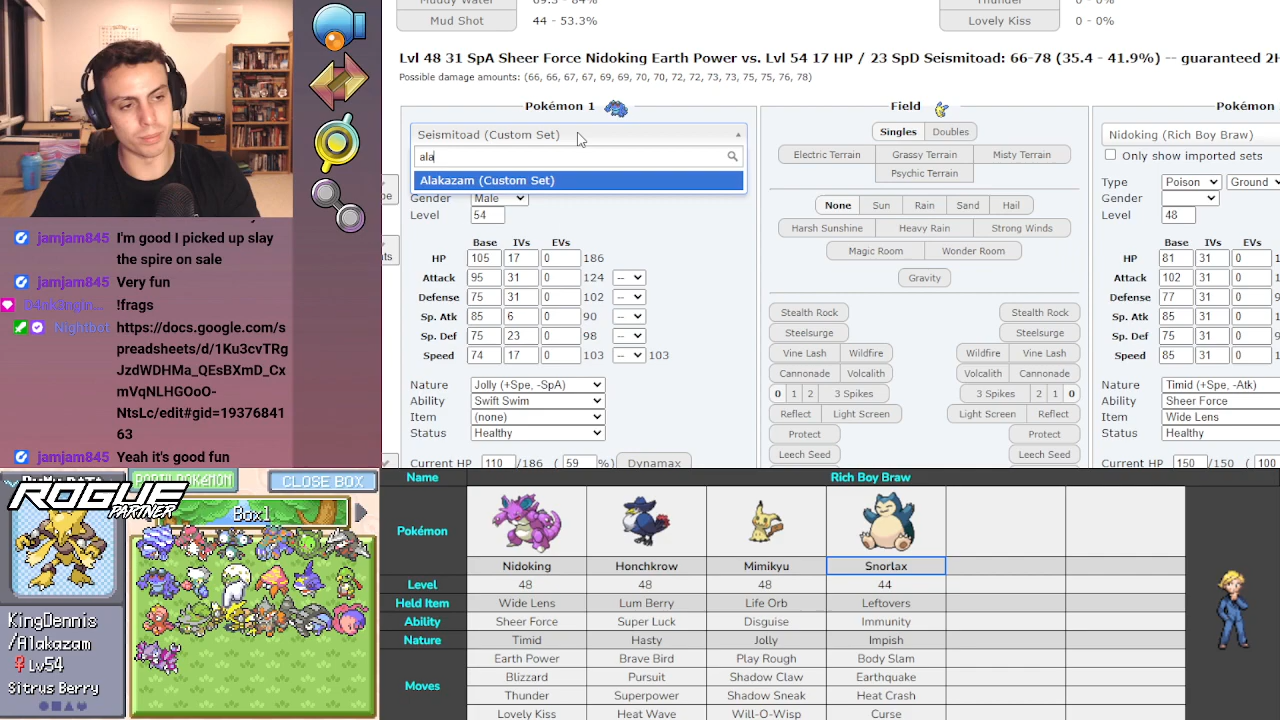 Muddy Water 69.3 - 84%
Mud Shot 44 - 53.3%
Thunder 0 - 0%
Lovely Kiss 0 - 0%
Lvl 48 31 SpA Sheer Force Nidoking Earth Power vs. Lvl 54 17 HP / 23 SpD Seismitoad: 66-78 (35.4 - 41.9%) -- guaranteed 2H
Possible damage amounts: (66, 66, 67, 67, 69, 69, 70, 70, 72, 72, 73, 73, 75, 75, 76, 78)
Pokémon 1
Seismitoad (Custom Set)
ala
Alakazam (Custom Set)
Gender Male
Level 54
Base IVs EVs
HP 105 17 0 186
Attack 95 31 0 124 --
Defense 75 31 0 102 --
Sp. Atk 85 6 0 90 --
Sp. Def 75 23 0 98 --
Speed 74 17 0 103 -- 103
Nature Jolly (+Spe, -SpA)
Ability Swift Swim
Item (none)
Status Healthy
Current HP 110 /186 ( 59 %) Dynamax
Field
Singles Doubles
Electric Terrain Grassy Terrain Misty Terrain
Psychic Terrain
None Sun Rain Sand Hail
Harsh Sunshine Heavy Rain Strong Winds
Magic Room Wonder Room
Gravity
Stealth Rock Stealth Rock
Steelsurge Steelsurge
Vine Lash Wildfire Wildfire Vine Lash
Cannonade Volcalith Volcalith Cannonade
0 1 2 3 Spikes 3 Spikes 2 1 0
Reflect Light Screen Light Screen Reflect
Protect Protect
Leech Seed Leech Seed
Pokémon
Nidoking (Rich Boy Braw)
Only show imported sets
Type Poison Ground
Gender
Level 48
Base IVs EVs
HP 81 31 0
Attack 102 31 0
Defense 77 31 0
Sp. Atk 85 31 0
Sp. Def 75 31 0
Speed 85 31 0
Nature Timid (+Spe, -Atk)
Ability Sheer Force
Item Wide Lens
Status Healthy
Current HP 150 /150 ( 100
jamjam845 I'm good I picked up slay
the spire on sale
jamjam845 Very fun
!frags
Nightbot https://docs.google.com/s
preadsheets/d/1Ku3cvTRg
JzdWDHMa_QEsBXmD_Cx
mVqNLHGOoO-
NtsLc/edit#gid=19376841
63
jamjam845 Yeah it's good fun
PARTY POKéMON
CLOSE BOX
ROGUE
PARTNER
Box1
KingDennis
/Alakazam
♀Lv54
Sitrus Berry
Name Rich Boy Braw
Pokémon Nidoking Honchkrow Mimikyu Snorlax
Level 48 48 48 44
Held Item Wide Lens Lum Berry Life Orb Leftovers
Ability Sheer Force Super Luck Disguise Immunity
Nature Timid Hasty Jolly Impish
Moves Earth Power Brave Bird Play Rough Body Slam
Blizzard Pursuit Shadow Claw Earthquake
Thunder Superpower Shadow Sneak Heat Crash
Lovely Kiss Heat Wave Will-O-Wisp Curse